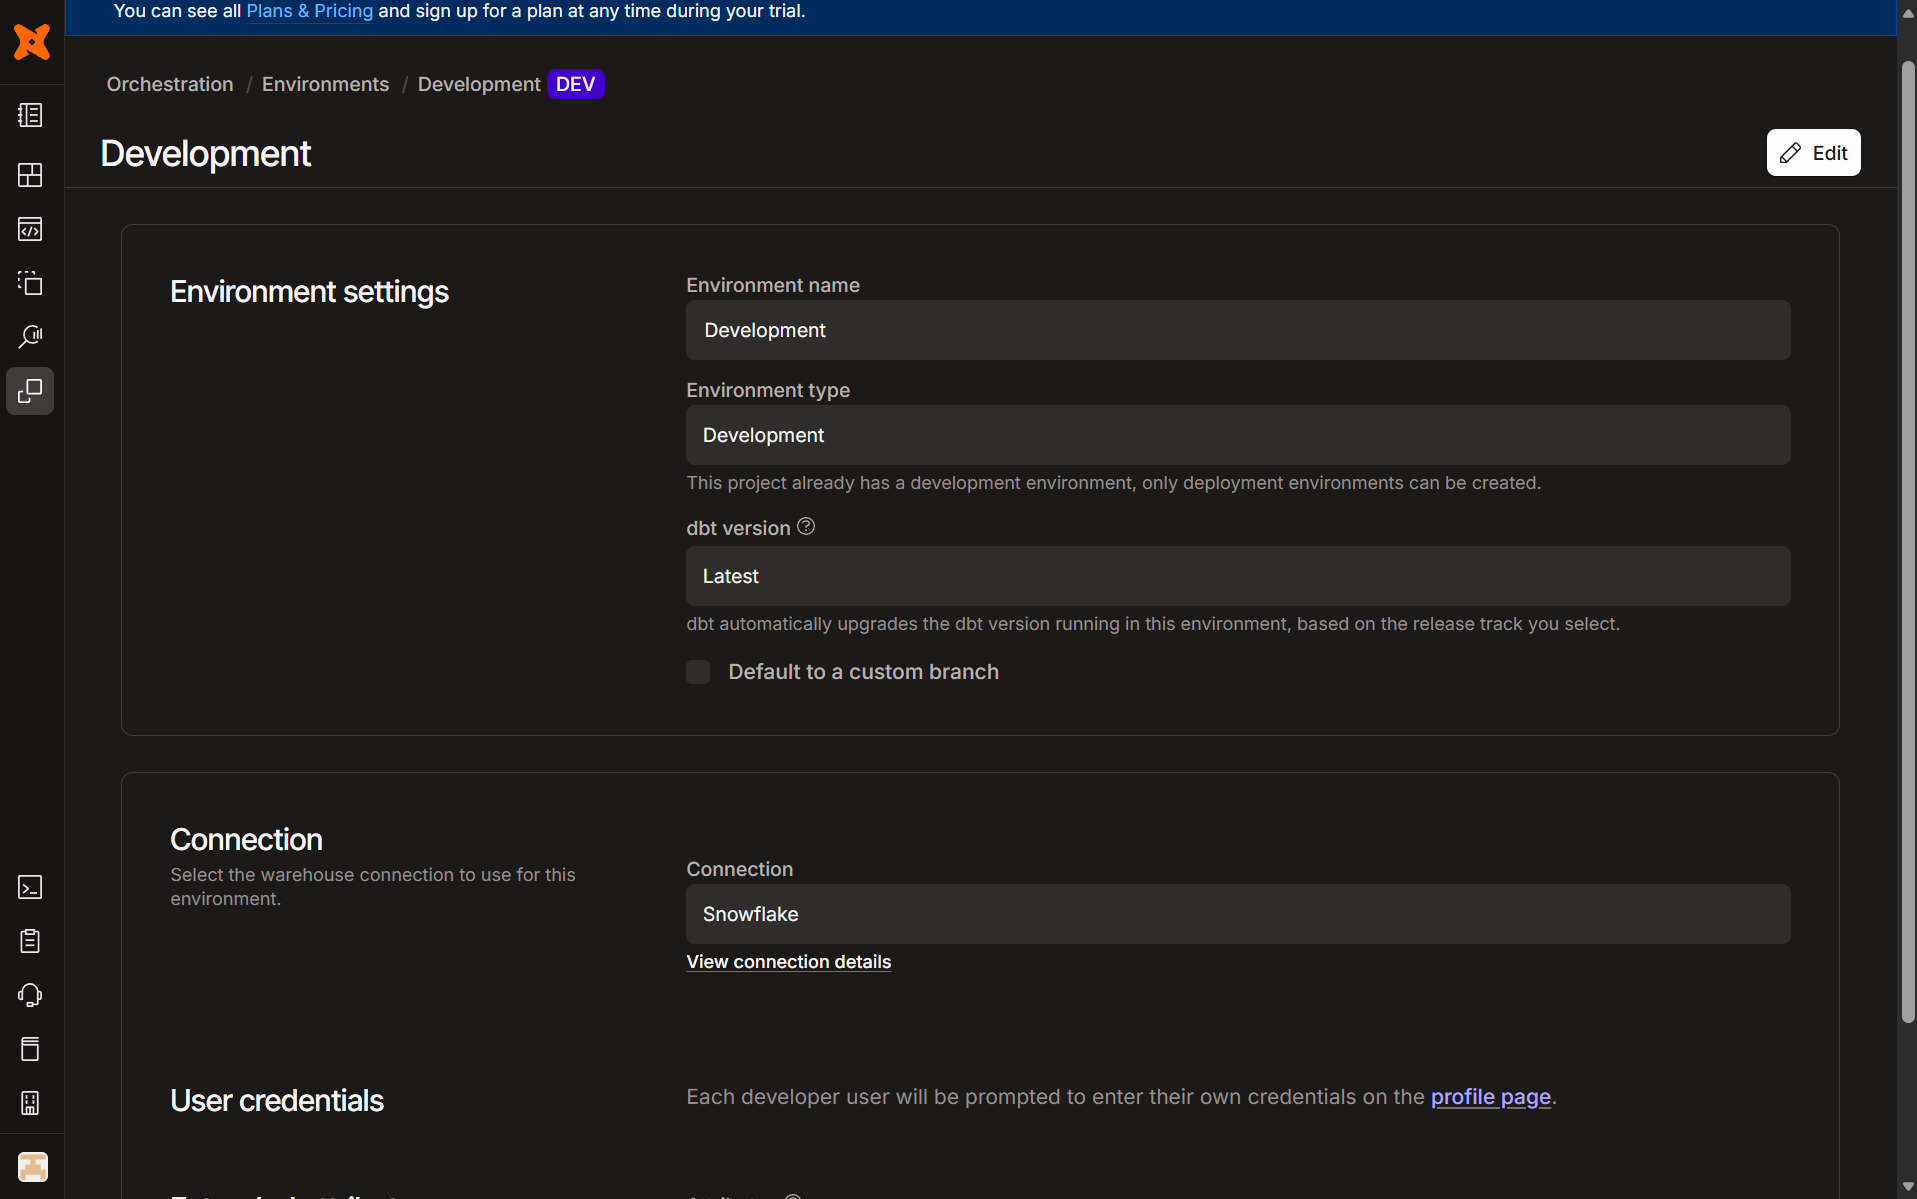 You can see all Plans & Pricing and sign up for a plan at any time during your trial.
Orchestration / Environments / Development DEV
Development
Edit
Environment settings
Environment name
Development
Environment type
Development
This project already has a development environment, only deployment environments can be created.
dbt version
Latest
dbt automatically upgrades the dbt version running in this environment, based on the release track you select.
Default to a custom branch
Connection
Select the warehouse connection to use for this
environment.
Connection
Snowflake
View connection details
User credentials
Each developer user will be prompted to enter their own credentials on the profile page.